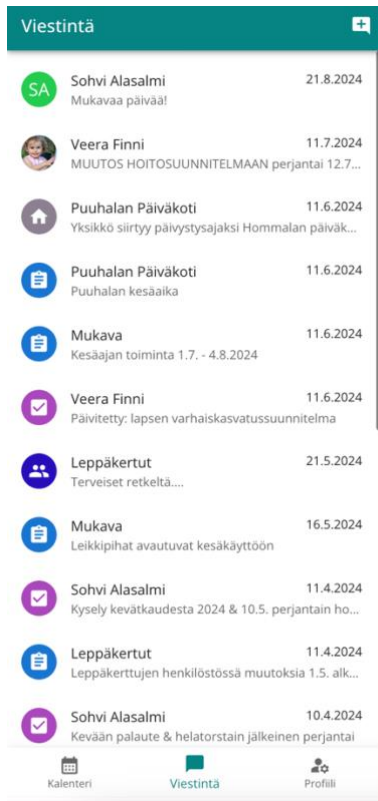 Viestintä
SA
Sohvi Alasalmi 21.8.2024
Mukavaa päivää!
Veera Finni 11.7.2024
MUUTOS HOITOSUUNNITELMAAN perjantai 12.7...
Puuhalan Päiväkoti 11.6.2024
Yksikkö siirtyy päivystysajaksi Hommalan päiväk...
Puuhalan Päiväkoti 11.6.2024
Puuhalan kesäaika
Mukava 11.6.2024
Kesäajan toiminta 1.7. - 4.8.2024
Veera Finni 11.6.2024
Päivitetty: lapsen varhaiskasvatussuunnitelma
Leppäkertut 21.5.2024
Terveiset retkeltä....
Mukava 16.5.2024
Leikkipihat avautuvat kesäkäyttöön
Sohvi Alasalmi 11.4.2024
Kysely kevätkaudesta 2024 & 10.5. perjantain ho...
Leppäkertut 11.4.2024
Leppäkerttujen henkilöstössä muutoksia 1.5. alk...
Sohvi Alasalmi 10.4.2024
Kevään palaute & helatorstain jälkeinen perjantai
Kalenteri Viestintä Profiili